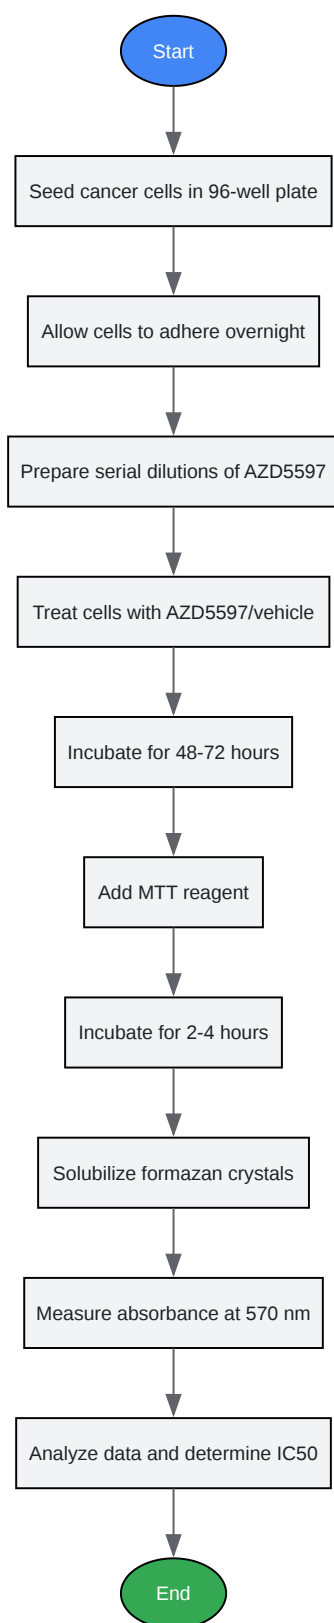 Start
Seed cancer cells in 96-well plate
Allow cells to adhere overnight
Prepare serial dilutions of AZD5597
Treat cells with AZD5597/vehicle
Incubate for 48-72 hours
Add MTT reagent
Incubate for 2-4 hours
Solubilize formazan crystals
Measure absorbance at 570 nm
Analyze data and determine IC50
End